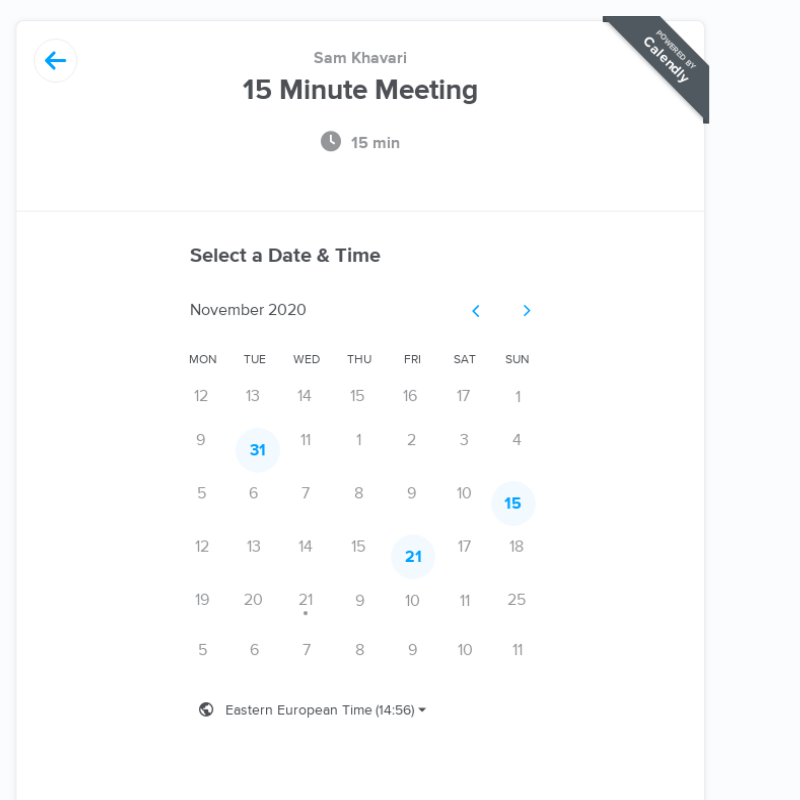 POWERED BY
Calendly
Sam Khavari
15 Minute Meeting
15 min
Select a Date & Time
November 2020
MON TUE WED THU FRI SAT SUN
12 13 14 15 16 17 1
9 31 11 1 2 3 4
5 6 7 8 9 10 15
12 13 14 15 21 17 18
19 20 21 9 10 11 25
5 6 7 8 9 10 11
Eastern European Time (14:56)